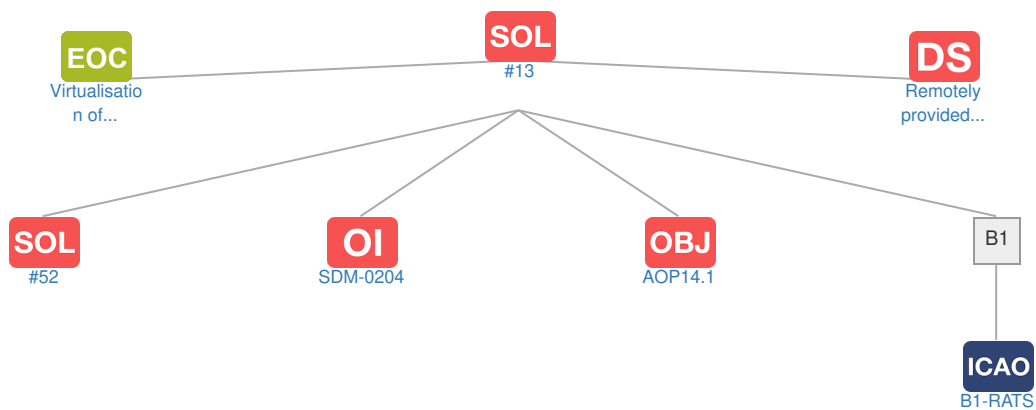 EOC
Virtualisatio
n of...
SOL
#13
DS
Remotely
provided...
SOL
#52
OI
SDM-0204
OBJ
AOP14.1
B1
ICAO
B1-RATS